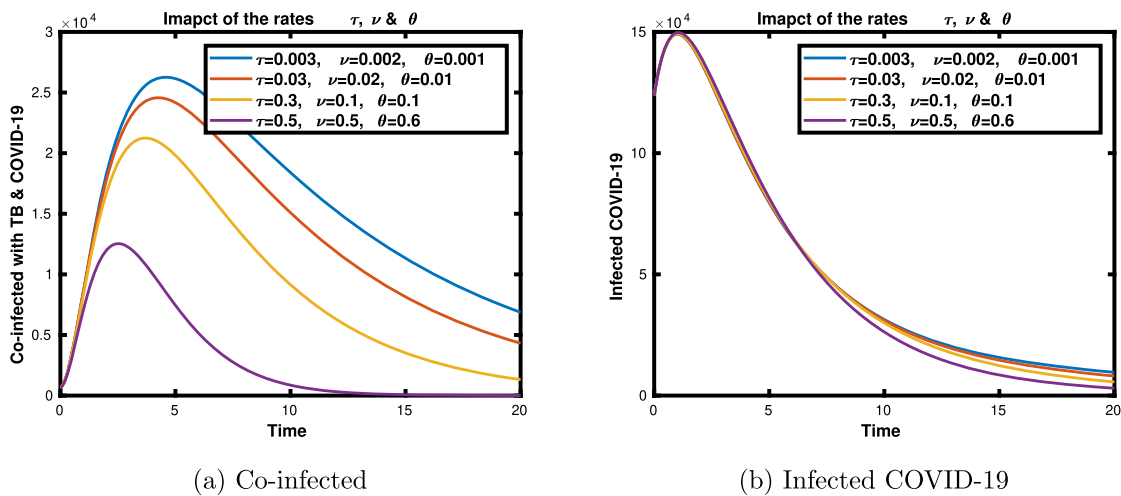 Imapct of the rates τ, ν & θ
×10⁴
3
2.5
2
1.5
1
0.5
0
0 5 10 15 20
Co-infected with TB & COVID-19
Time
τ=0.003, ν=0.002, θ=0.001
τ=0.03, ν=0.02, θ=0.01
τ=0.3, ν=0.1, θ=0.1
τ=0.5, ν=0.5, θ=0.6
(a) Co-infected
Imapct of the rates τ, ν & θ
×10⁴
15
10
5
0
0 5 10 15 20
Infected COVID-19
Time
τ=0.003, ν=0.002, θ=0.001
τ=0.03, ν=0.02, θ=0.01
τ=0.3, ν=0.1, θ=0.1
τ=0.5, ν=0.5, θ=0.6
(b) Infected COVID-19